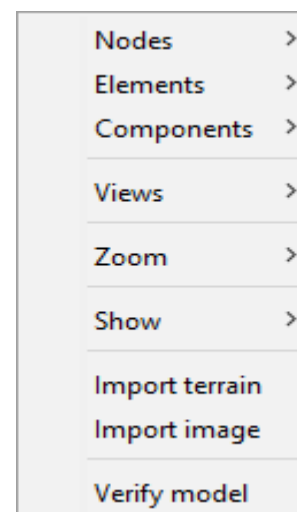 Nodes
Elements
Components
Views
Zoom
Show
Import terrain
Import image
Verify model